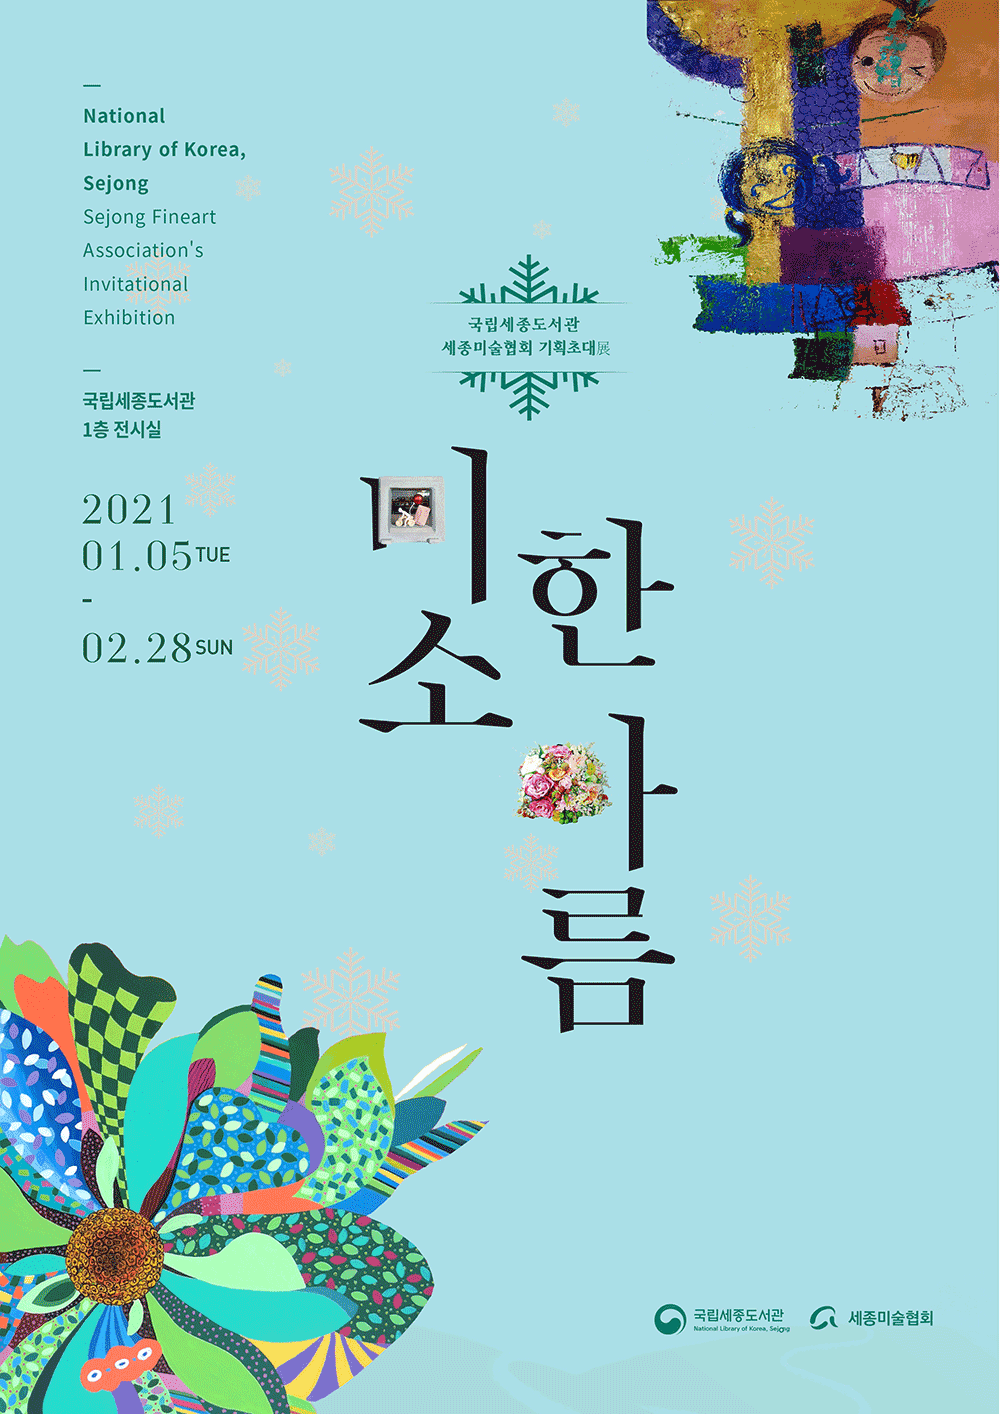 National
Library of Korea,
Sejong
Sejong Fineart
Association's
Invitational
Exhibition
국립세종도서관
1층 전시실
2021
01.05TUE
-
02.28SUN
국립세종도서관
세종미술협회 기획초대展
미소
한아름
국립세종도서관
National Library of Korea, Sejong
세종미술협회